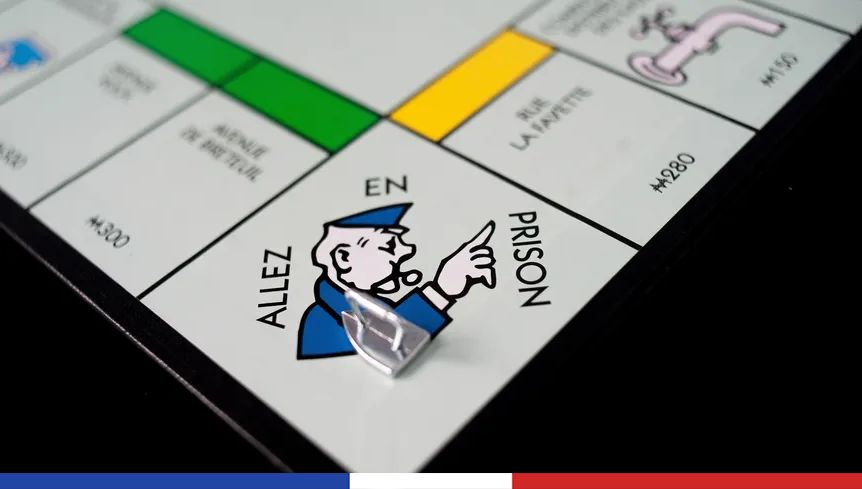 AVENUE
DE BRETEUIL
₩300
ALLEZ
EN
PRISON
RUE
LA FAYETTE
₩280
₩150